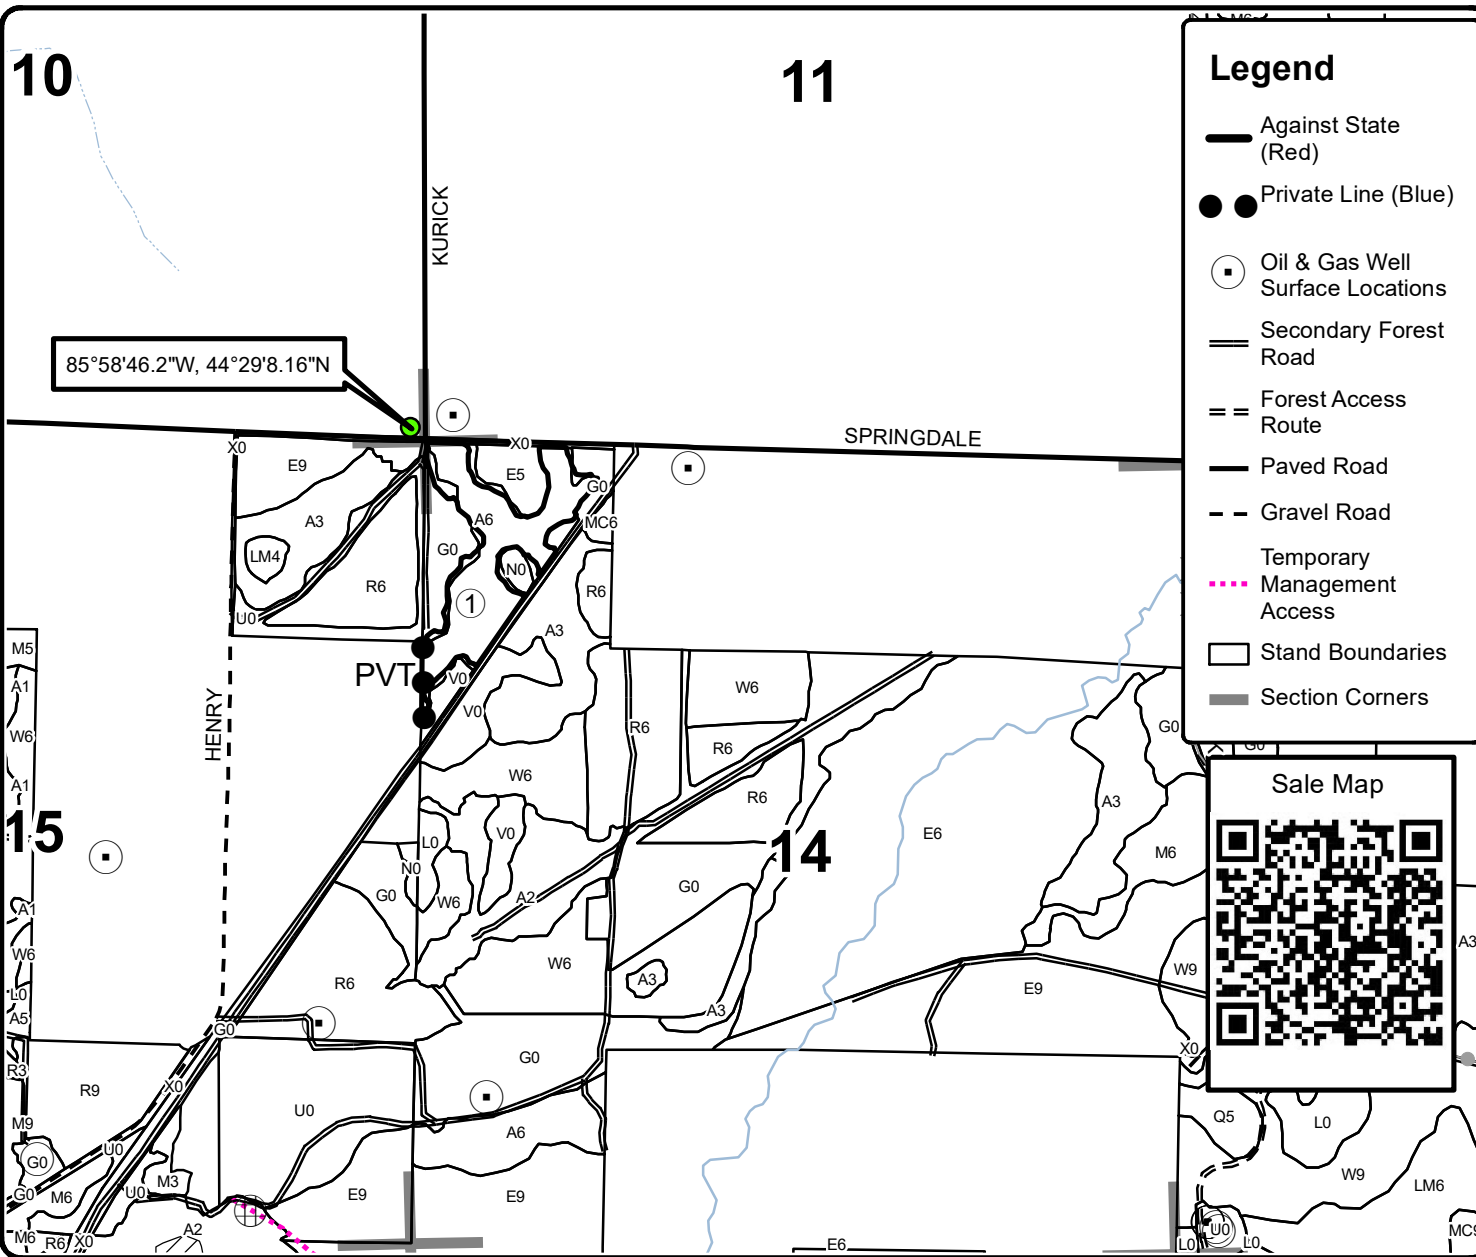 M6
10
11
Legend
Against State
(Red)
Private Line (Blue)
Oil & Gas Well
Surface Locations
Secondary Forest
Road
Forest Access
Route
Paved Road
Gravel Road
Temporary
Management
Access
Stand Boundaries
Section Corners
KURICK
85°58'46.2"W, 44°29'8.16"N
SPRINGDALE
X0
X0
E9
E5
G0
A3
A6
MC6
LM4
G0
N0
R6
R6
1
U0
A3
M5
PVT
V0
A1
W6
HENRY
V0
G0
W6
R6
R6
G0
A1
W6
R6
A3
Sale Map
15
L0
V0
E6
14
M6
N0
G0
W6
A2
G0
A1
W6
W6
A3
W9
A3
L0
R6
E9
A3
A5
G0
G0
X0
R3
X0
R9
U0
M9
A6
Q5
L0
U0
G0
M3
W9
G0
M6
U0
E9
E9
LM6
A2
U0
MC9
M6
R6
X0
E6
L0
L0